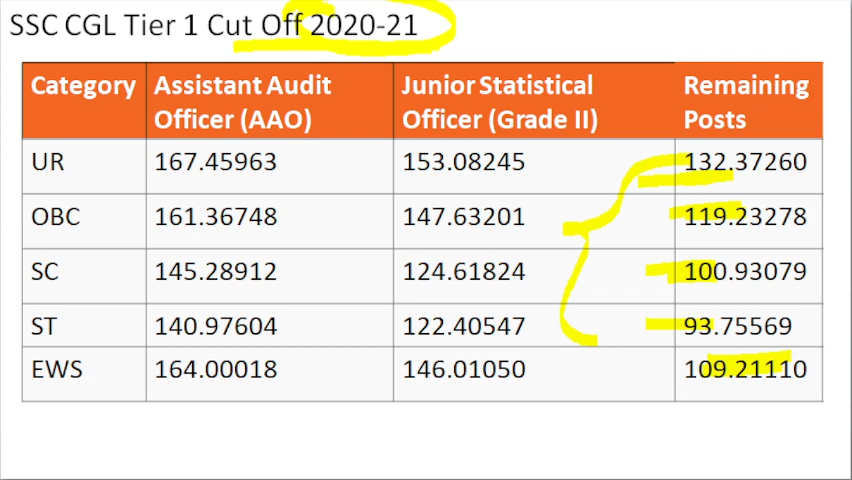 SSC CGL Tier 1 Cut Off 2020-21
Category Assistant Audit Officer (AAO) Junior Statistical Officer (Grade II) Remaining Posts
UR 167.45963 153.08245 132.37260
OBC 161.36748 147.63201 119.23278
SC 145.28912 124.61824 100.93079
ST 140.97604 122.40547 93.75569
EWS 164.00018 146.01050 109.21110